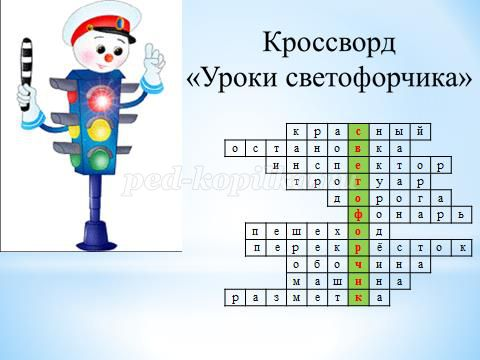 Кроссворд
«Уроки светофорчика»
красный
остановка
инспектор
тротуар
дорога
фонарь
пешеход
перекрёсток
обочина
машина
разметка